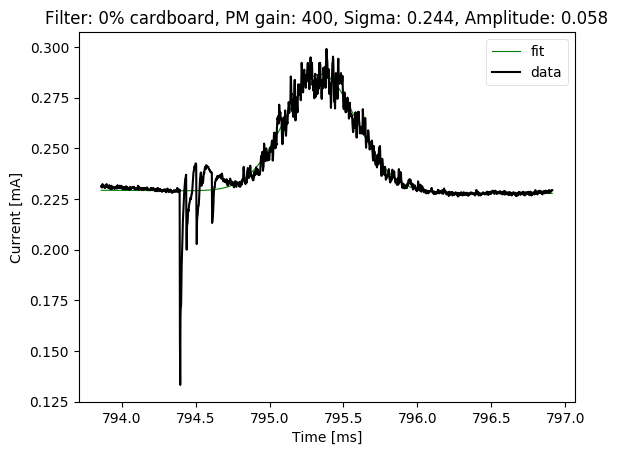 Filter: 0% cardboard, PM gain: 400, Sigma: 0.244, Amplitude: 0.058
fit
data
0.300
0.275
0.250
0.225
0.200
0.175
0.150
0.125
Current [mA]
794.0 794.5 795.0 795.5 796.0 796.5 797.0
Time [ms]